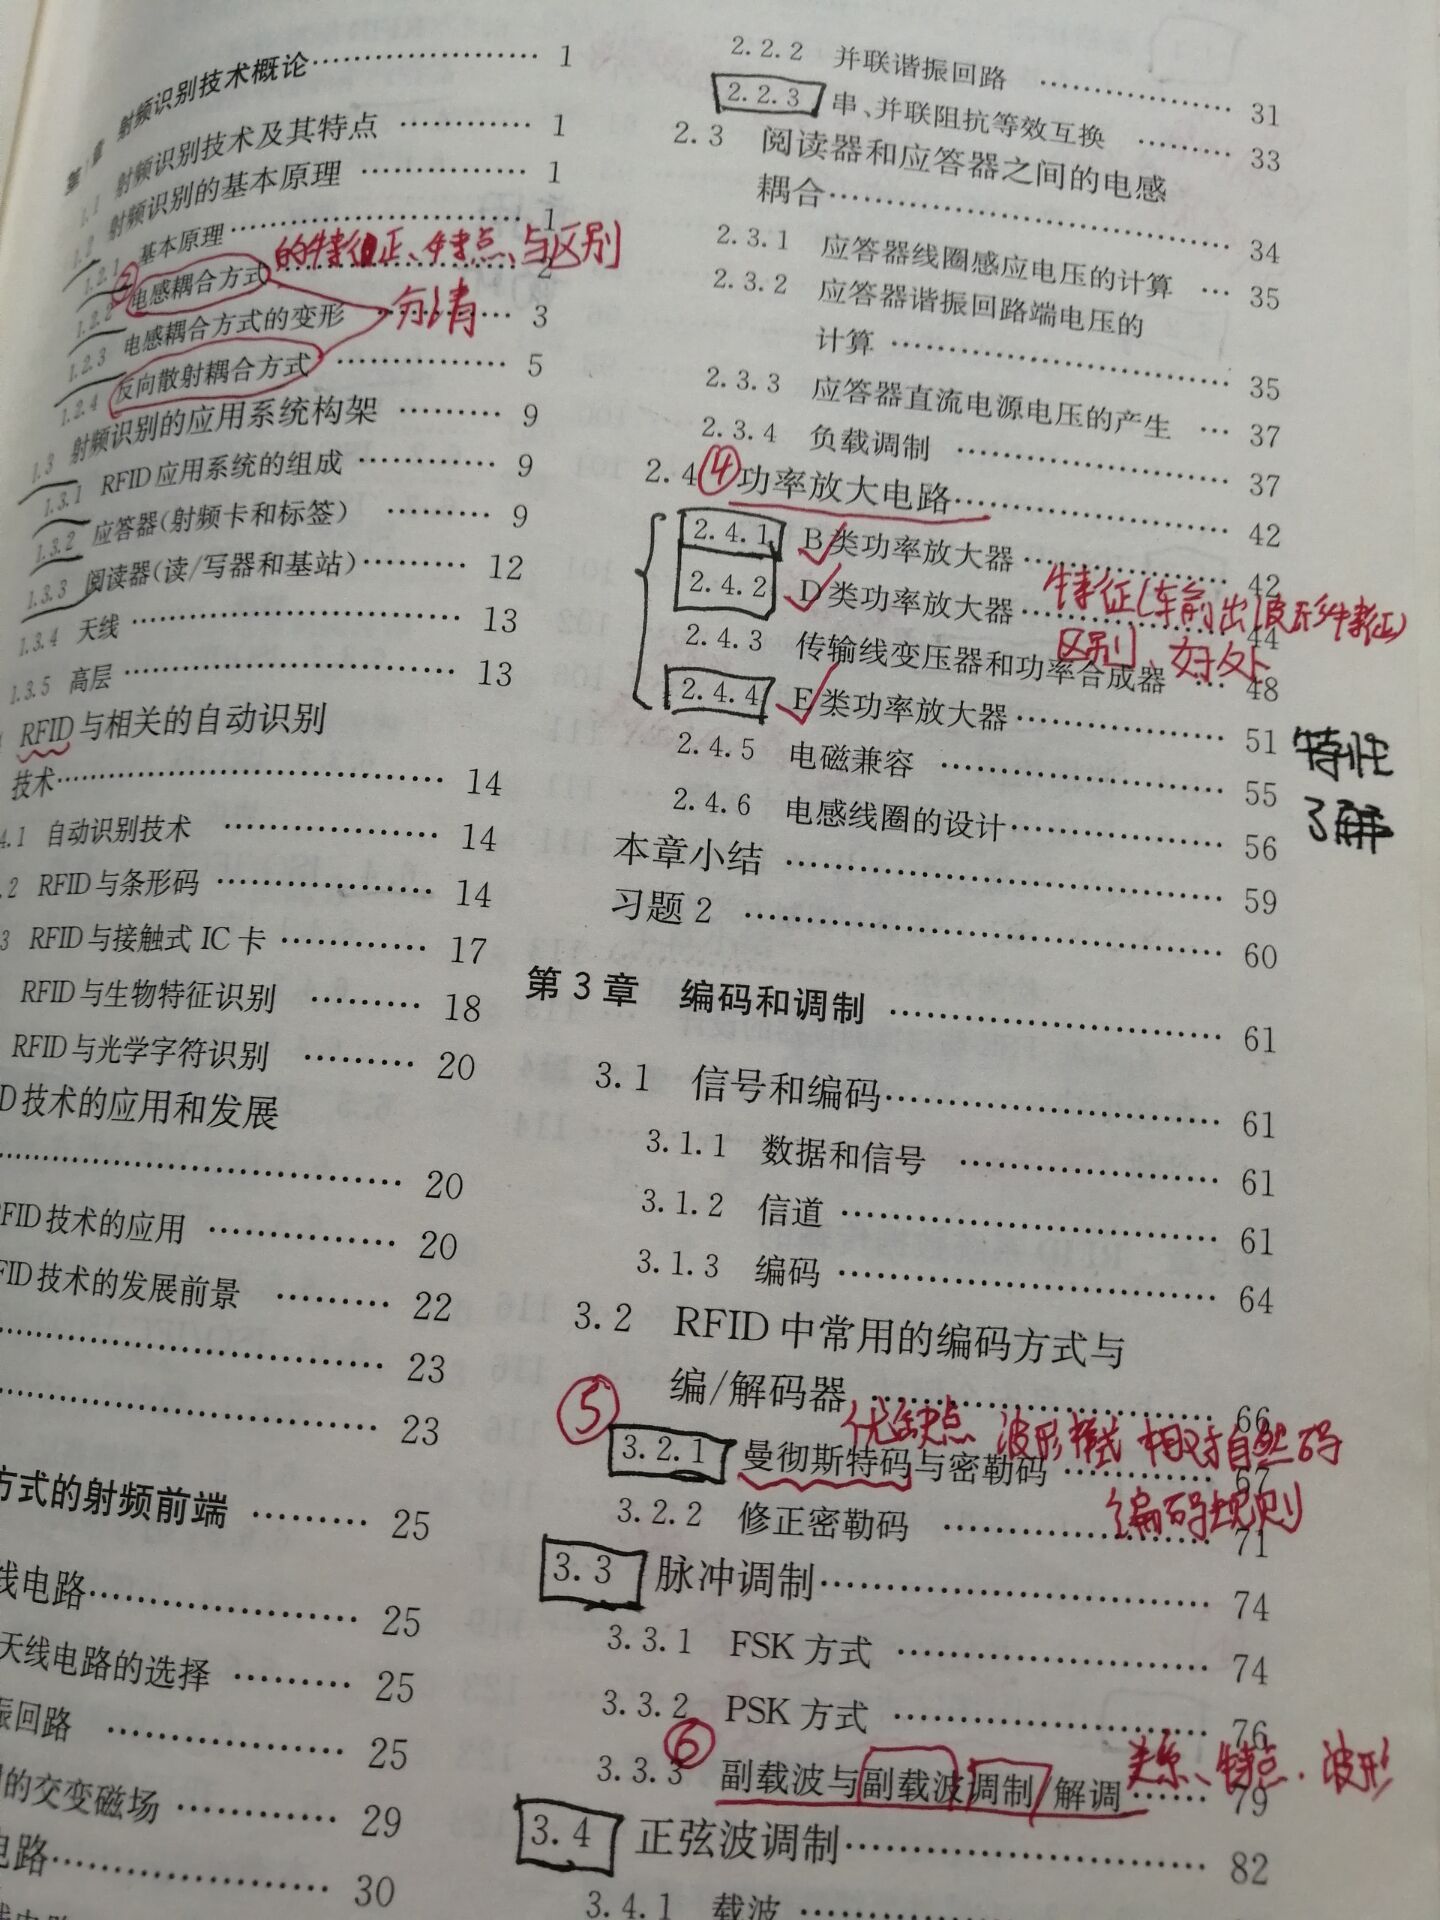 第1章 射频识别技术概论 1
1.1 射频识别技术及其特点 1
1.2 射频识别的基本原理 1
1.2.1 基本原理 1
② 的特征、特点、与区别
1.2.2 电感耦合方式 2
分清
1.2.3 电感耦合方式的变形 3
1.2.4 反向散射耦合方式 5
1.3 射频识别的应用系统构架 9
1.3.1 RFID应用系统的组成 9
1.3.2 应答器(射频卡和标签) 9
1.3.3 阅读器(读/写器和基站) 12
1.3.4 天线 13
1.3.5 高层 13
RFID与相关的自动识别
技术 14
4.1 自动识别技术 14
.2 RFID与条形码 14
3 RFID与接触式IC卡 17
RFID与生物特征识别 18
RFID与光学字符识别 20
D技术的应用和发展
20
FID技术的应用 20
FID技术的发展前景 22
23
23
方式的射频前端 25
线电路 25
天线电路的选择 25
振回路 25
的交变磁场 29
电路 30
2.2.2 并联谐振回路 31
2.2.3 串、并联阻抗等效互换 33
2.3 阅读器和应答器之间的电感
耦合 34
2.3.1 应答器线圈感应电压的计算 35
2.3.2 应答器谐振回路端电压的
计算 35
2.3.3 应答器直流电源电压的产生 37
2.3.4 负载调制 37
2.4 ④ 功率放大电路 42
2.4.1 B类功率放大器 42
2.4.2 D类功率放大器 44
特征(车前出波形特征)
区别、好处
2.4.3 传输线变压器和功率合成器 48
2.4.4 E类功率放大器 51
特性
了解
2.4.5 电磁兼容 55
2.4.6 电感线圈的设计 56
本章小结 59
习题2 60
第3章 编码和调制 61
3.1 信号和编码 61
3.1.1 数据和信号 61
3.1.2 信道 61
3.1.3 编码 64
3.2 RFID中常用的编码方式与
编/解码器 66
⑤ 优缺点 波形模式 相对自然码
3.2.1 曼彻斯特码与密勒码 67
编码规则
3.2.2 修正密勒码 71
3.3 脉冲调制 74
3.3.1 FSK方式 74
3.3.2 PSK方式 76
⑥ 关系、特点.波形
3.3.3 副载波与副载波调制/解调 79
3.4 正弦波调制 82
3.4.1 载波